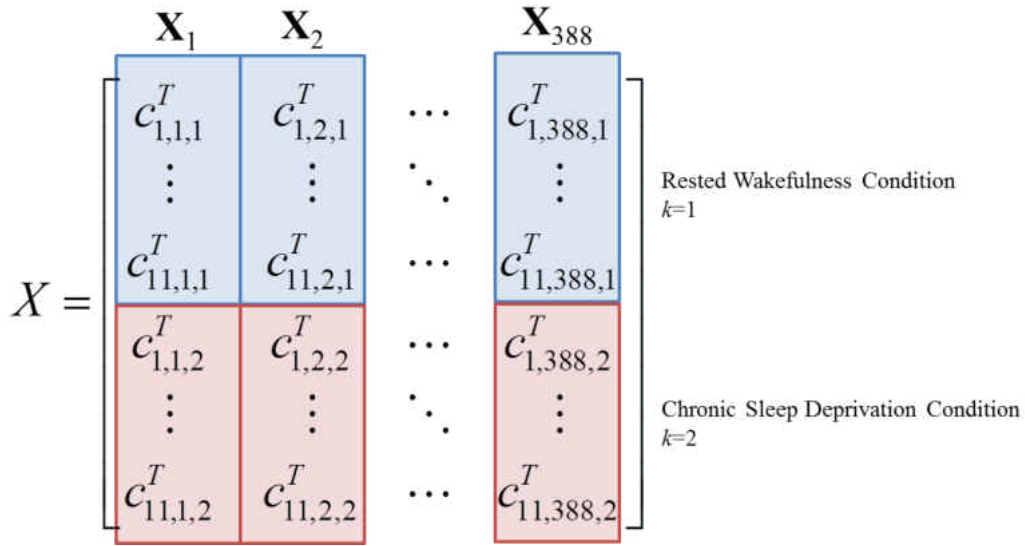 X₁ X₂ X₃₈₈
c^T_{1,1,1} c^T_{1,2,1} ⋯ c^T_{1,388,1}
⋮ ⋮ ⋱ ⋮
Rested Wakefulness Condition
k=1
c^T_{11,1,1} c^T_{11,2,1} ⋯ c^T_{11,388,1}
X =
c^T_{1,1,2} c^T_{1,2,2} ⋯ c^T_{1,388,2}
⋮ ⋮ ⋱ ⋮
Chronic Sleep Deprivation Condition
k=2
c^T_{11,1,2} c^T_{11,2,2} ⋯ c^T_{11,388,2}